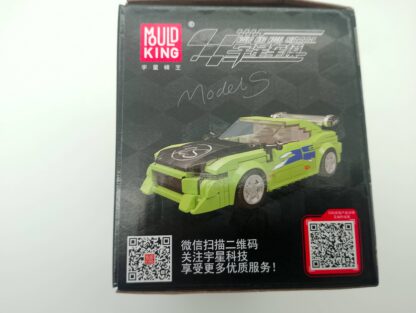 MOULD
KING
®
宇星模王
Model S
微信扫描二维码
关注宇星科技
享受更多优质服务！